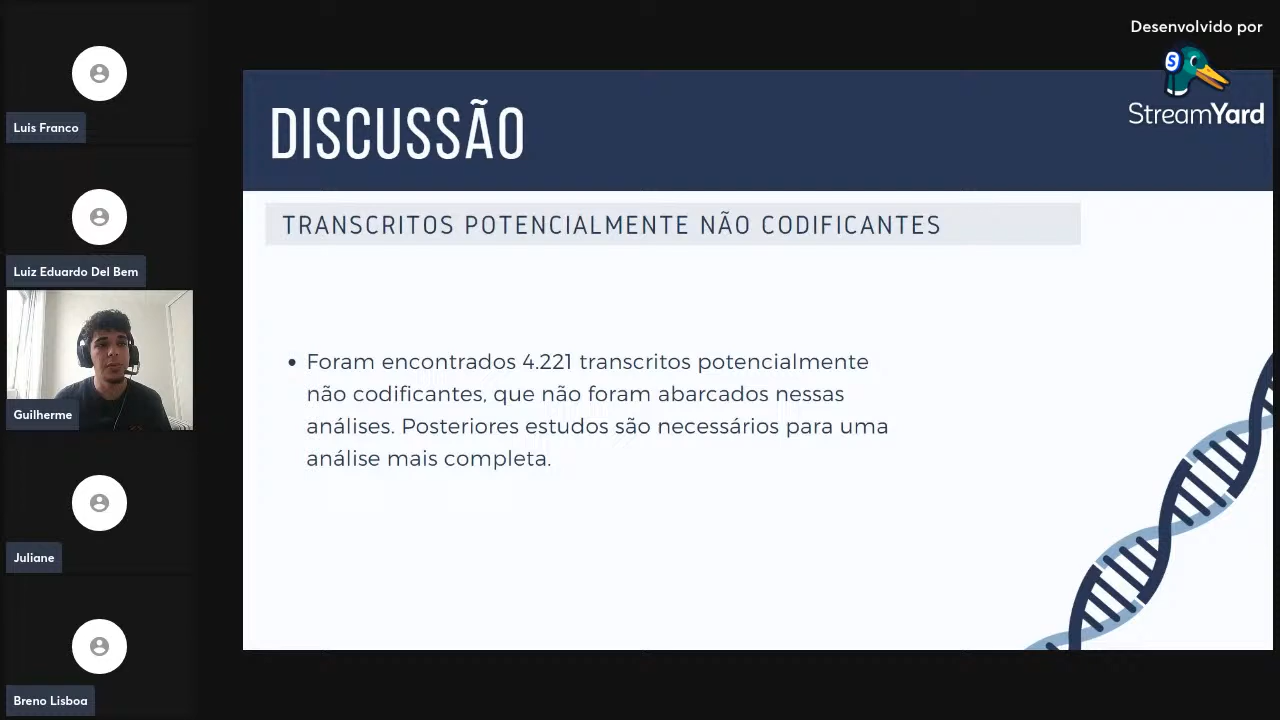 Desenvolvido por
StreamYard
Luis Franco
Luiz Eduardo Del Bem
Guilherme
Juliane
Breno Lisboa
DISCUSSÃO
TRANSCRITOS POTENCIALMENTE NÃO CODIFICANTES
• Foram encontrados 4.221 transcritos potencialmente
não codificantes, que não foram abarcados nessas
análises. Posteriores estudos são necessários para uma
análise mais completa.